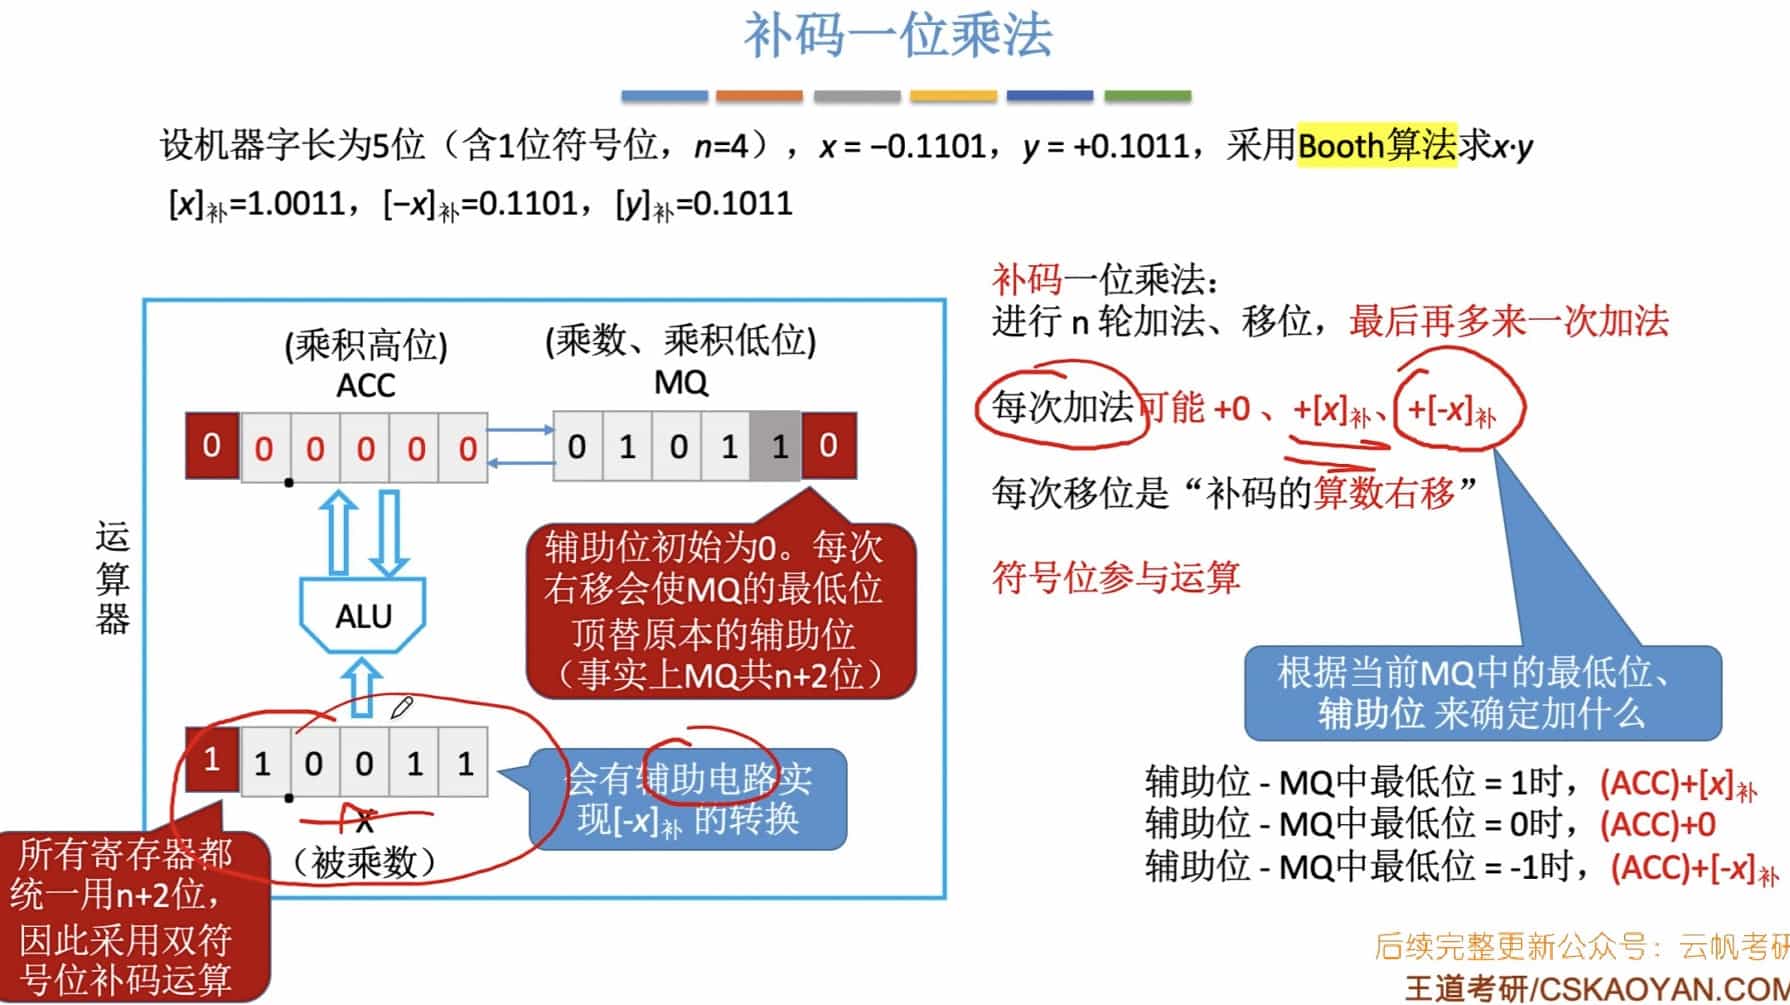 补码一位乘法
设机器字长为5位（含1位符号位，n=4），x = −0.1101，y = +0.1011，采用Booth算法求x·y
[x]补=1.0011，[−x]补=0.1101，[y]补=0.1011
补码一位乘法：
进行 n 轮加法、移位，最后再多来一次加法
每次加法可能 +0 、+[x]补、+[-x]补
每次移位是“补码的算数右移”
符号位参与运算
根据当前MQ中的最低位、
辅助位 来确定加什么
辅助位 - MQ中最低位 = 1时，(ACC)+[x]补
辅助位 - MQ中最低位 = 0时，(ACC)+0
辅助位 - MQ中最低位 = -1时，(ACC)+[-x]补
运
算
器
(乘积高位)
ACC
(乘数、乘积低位)
MQ
0 0 0 0 0 0
0 1 0 1 1 0
辅助位初始为0。每次
右移会使MQ的最低位
顶替原本的辅助位
（事实上MQ共n+2位）
ALU
1 1 0 0 1 1
X
（被乘数）
会有辅助电路实
现[-x]补 的转换
所有寄存器都
统一用n+2位，
因此采用双符
号位补码运算
后续完整更新公众号：云帆考研
王道考研/CSKAOYAN.COM